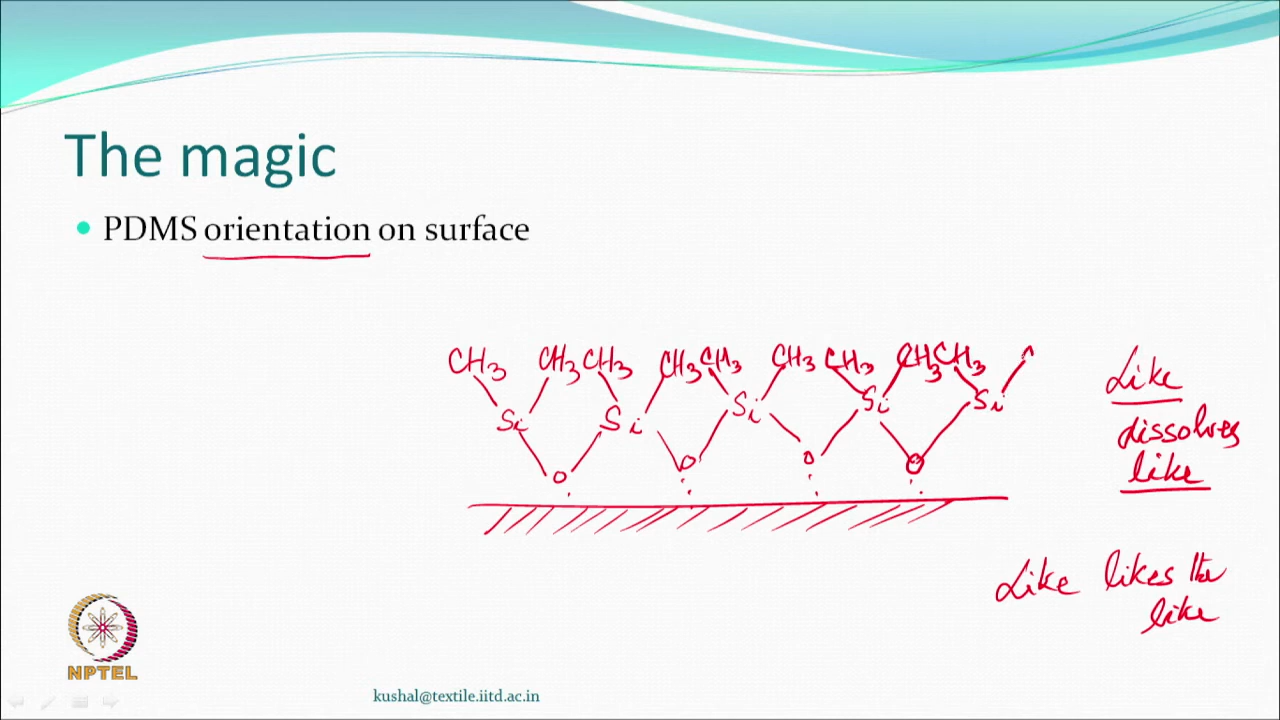 The magic
PDMS orientation on surface
CH3 CH3 CH3 CH3 CH3 CH3 CH3 CH3 CH3 C
Si Si Si Si Si
O O O O
Like
dissolves
like
Like likes the
like
NPTEL
kushal@textile.iitd.ac.in